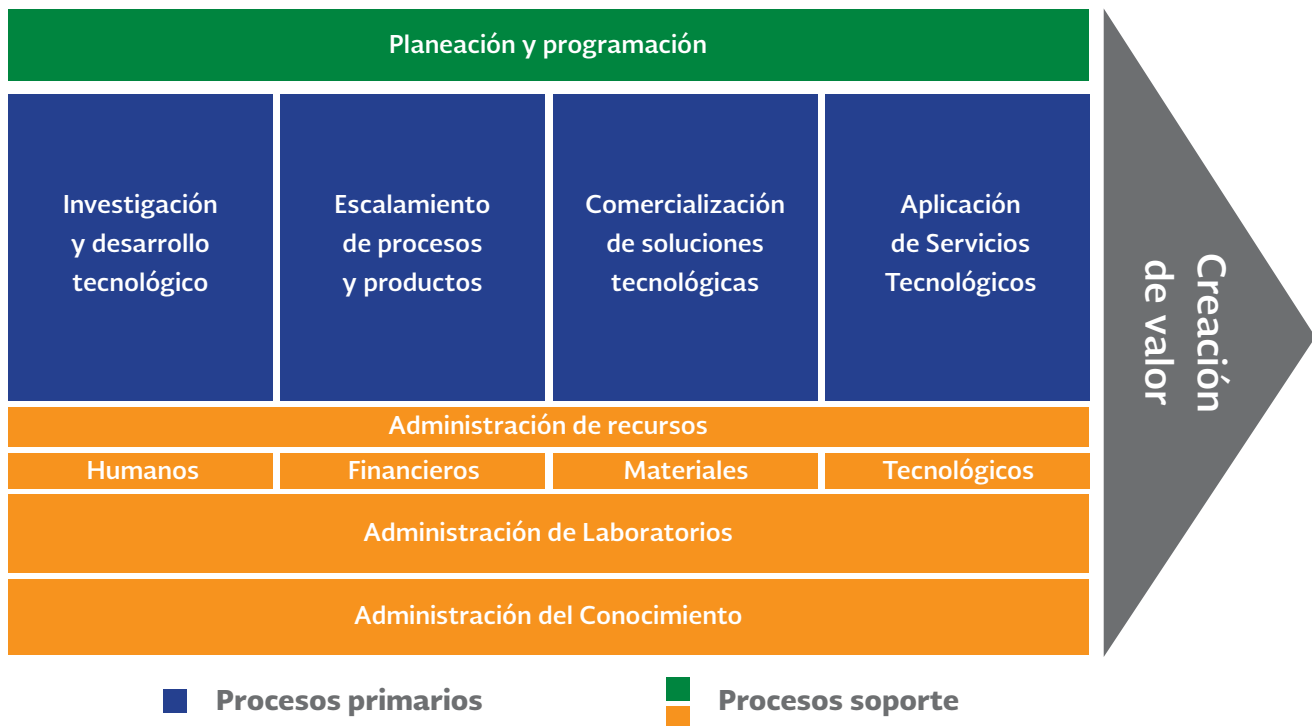 Planeación y programación
Investigación
y desarrollo
tecnológico
Escalamiento
de procesos
y productos
Comercialización
de soluciones
tecnológicas
Aplicación
de Servicios
Tecnológicos
Creación
de valor
Administración de recursos
Humanos
Financieros
Materiales
Tecnológicos
Administración de Laboratorios
Administración del Conocimiento
Procesos primarios
Procesos soporte